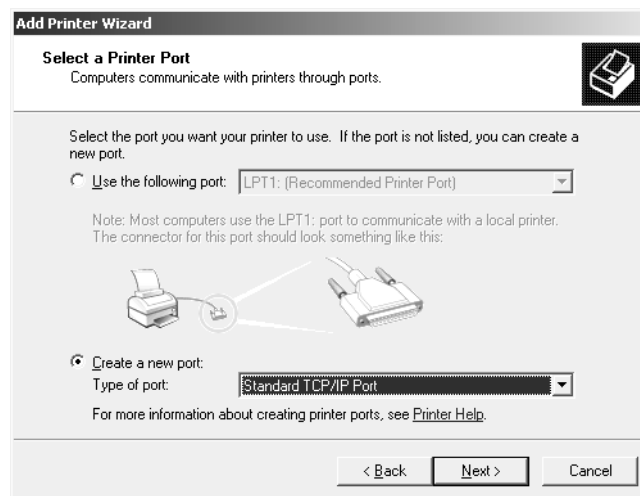 Add Printer Wizard
Select a Printer Port
Computers communicate with printers through ports.
Select the port you want your printer to use. If the port is not listed, you can create a
new port.
Use the following port: LPT1: (Recommended Printer Port)
Note: Most computers use the LPT1: port to communicate with a local printer.
The connector for this port should look something like this:
Create a new port:
Type of port: Standard TCP/IP Port
For more information about creating printer ports, see Printer Help.
< Back Next > Cancel